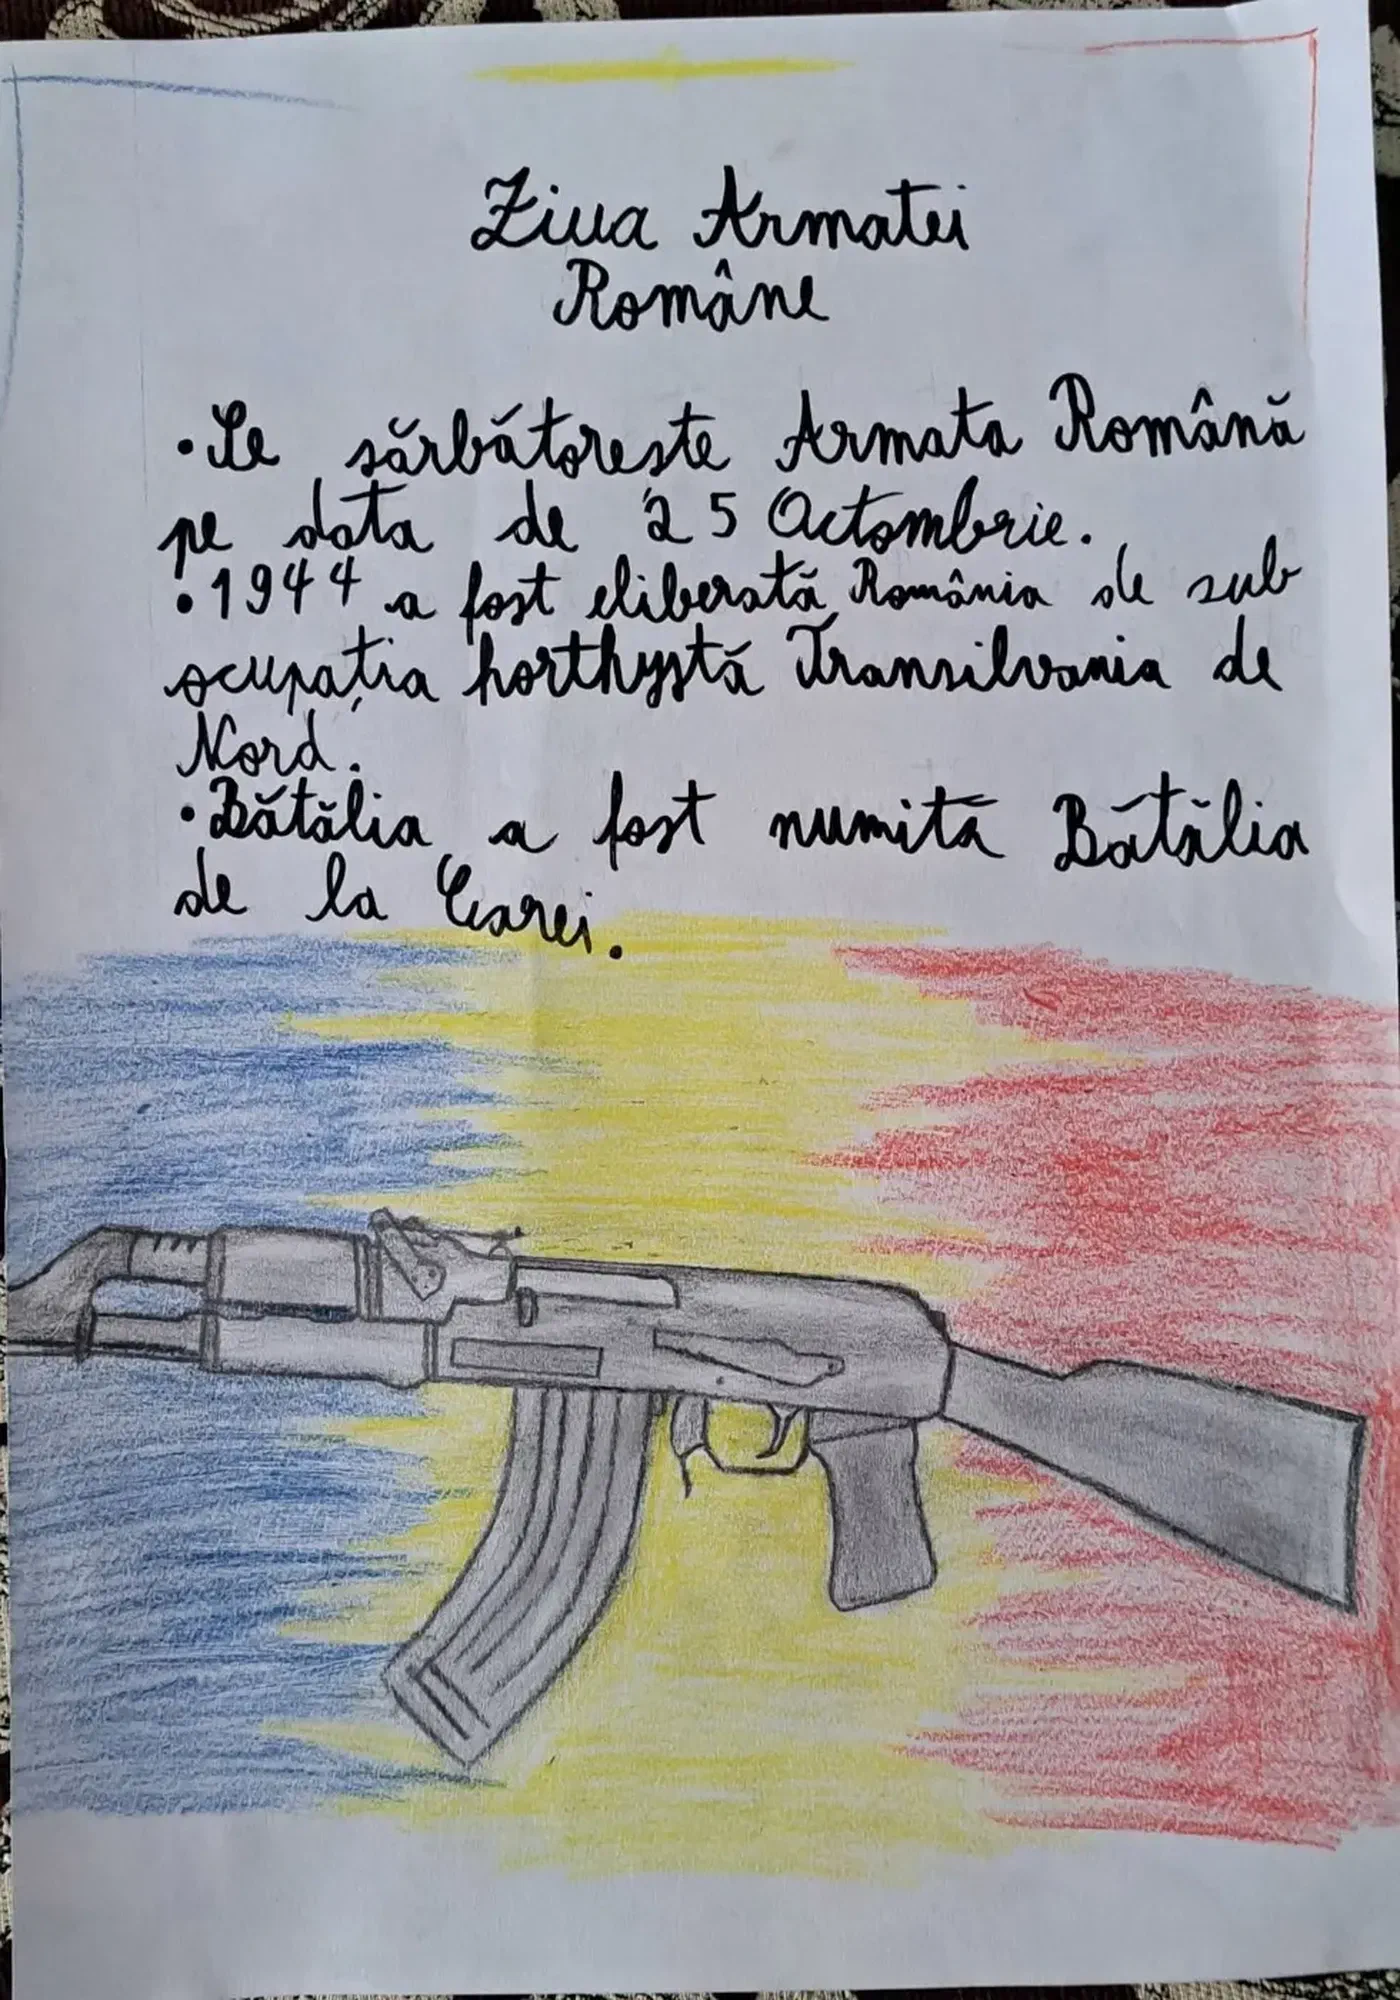 Ziua Armatei
Române
• Se sărbătoreste Armata Română
pe data de 25 Octombrie.
• 1944 a fost eliberată România de sub
ocupația horthystă Transilvania de
Nord.
• Bătălia a fost numită Bătălia
de la Carei.